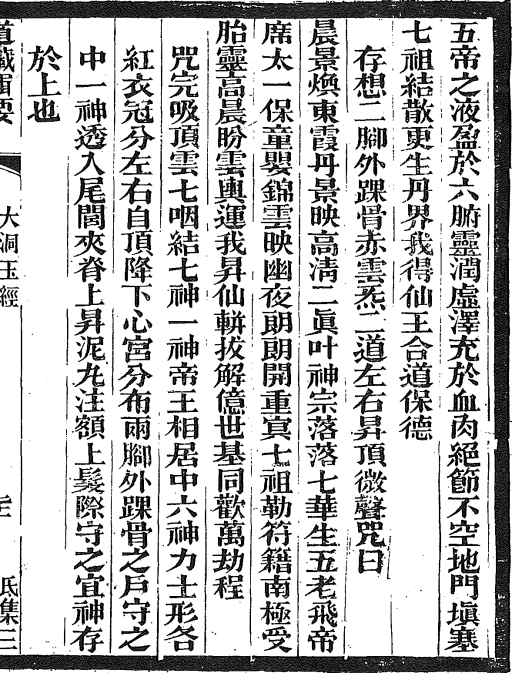 五帝之液盈於六腑靈潤虛澤充於血肉絕節不空地門塡塞
七祖結散更生丹界我得仙王合道保德
存想二腳外踝骨赤雲炁二道左右昇頂微聲咒曰
晨景煥東霞丹景映高清二眞叶神宗落落七華生五老飛帝
席太一保童嬰錦雲映幽夜朗朗開重寘七祖勒符籍南極受
胎靈高晨盼雲輿運我昇仙輧拔解億世基同歡萬劫程
咒完吸頂雲七咽結七神一神帝王相居中六神力士形各
紅衣冠分左右自頂降下心宮分布兩腳外踝骨之戶守之
中一神透入尾閭夾脊上昇泥丸注額上髮際守之宜神存
於上也
道藏輯要
大洞玉經
氐集三